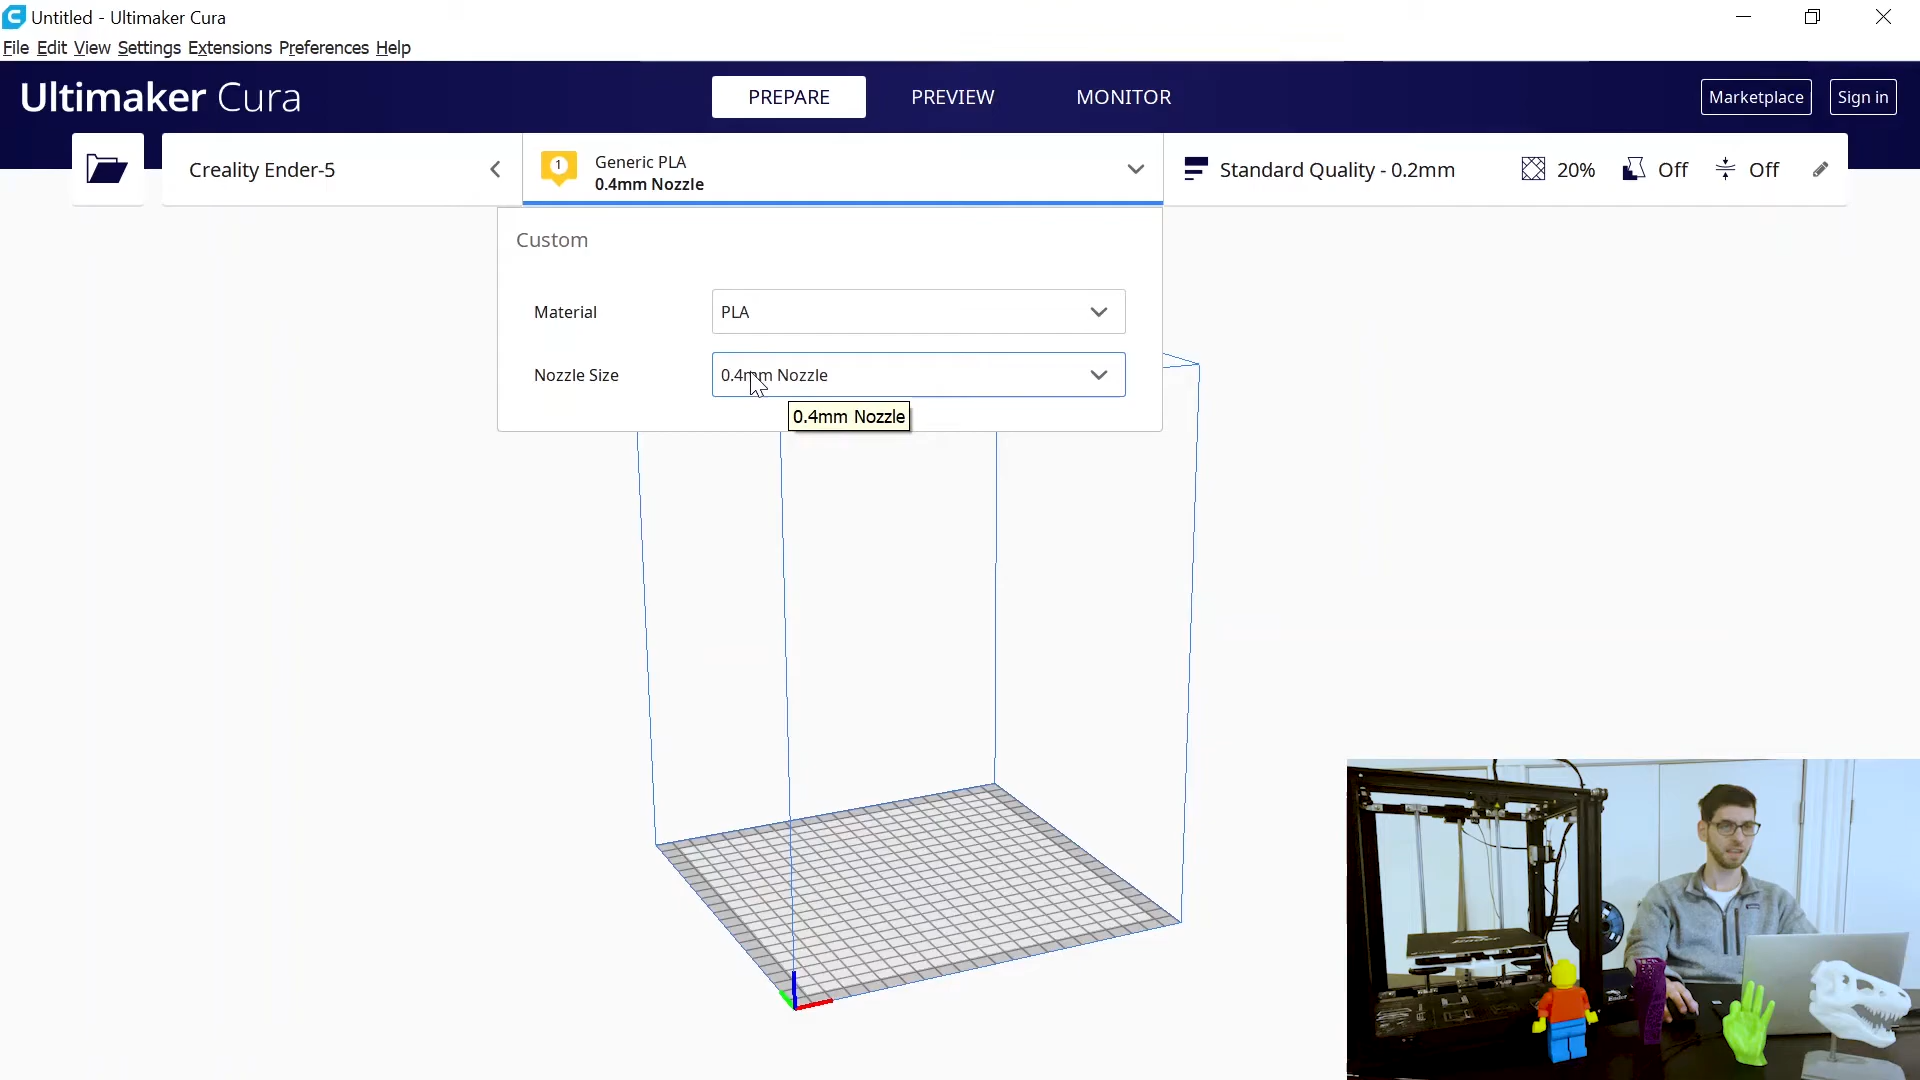 Untitled - Ultimaker Cura
File Edit View Settings Extensions Preferences Help
Ultimaker Cura
PREPARE
PREVIEW
MONITOR
Marketplace
Sign in
Creality Ender-5
1
Generic PLA
0.4mm Nozzle
Standard Quality - 0.2mm
20%
Off
Off
Custom
Material
PLA
Nozzle Size
0.4mm Nozzle
0.4mm Nozzle